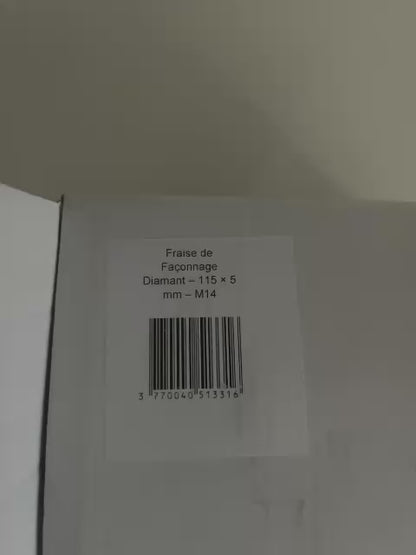 Fraise de
Façonnage
Diamant – 115 × 5
mm – M14
3 770040 513316